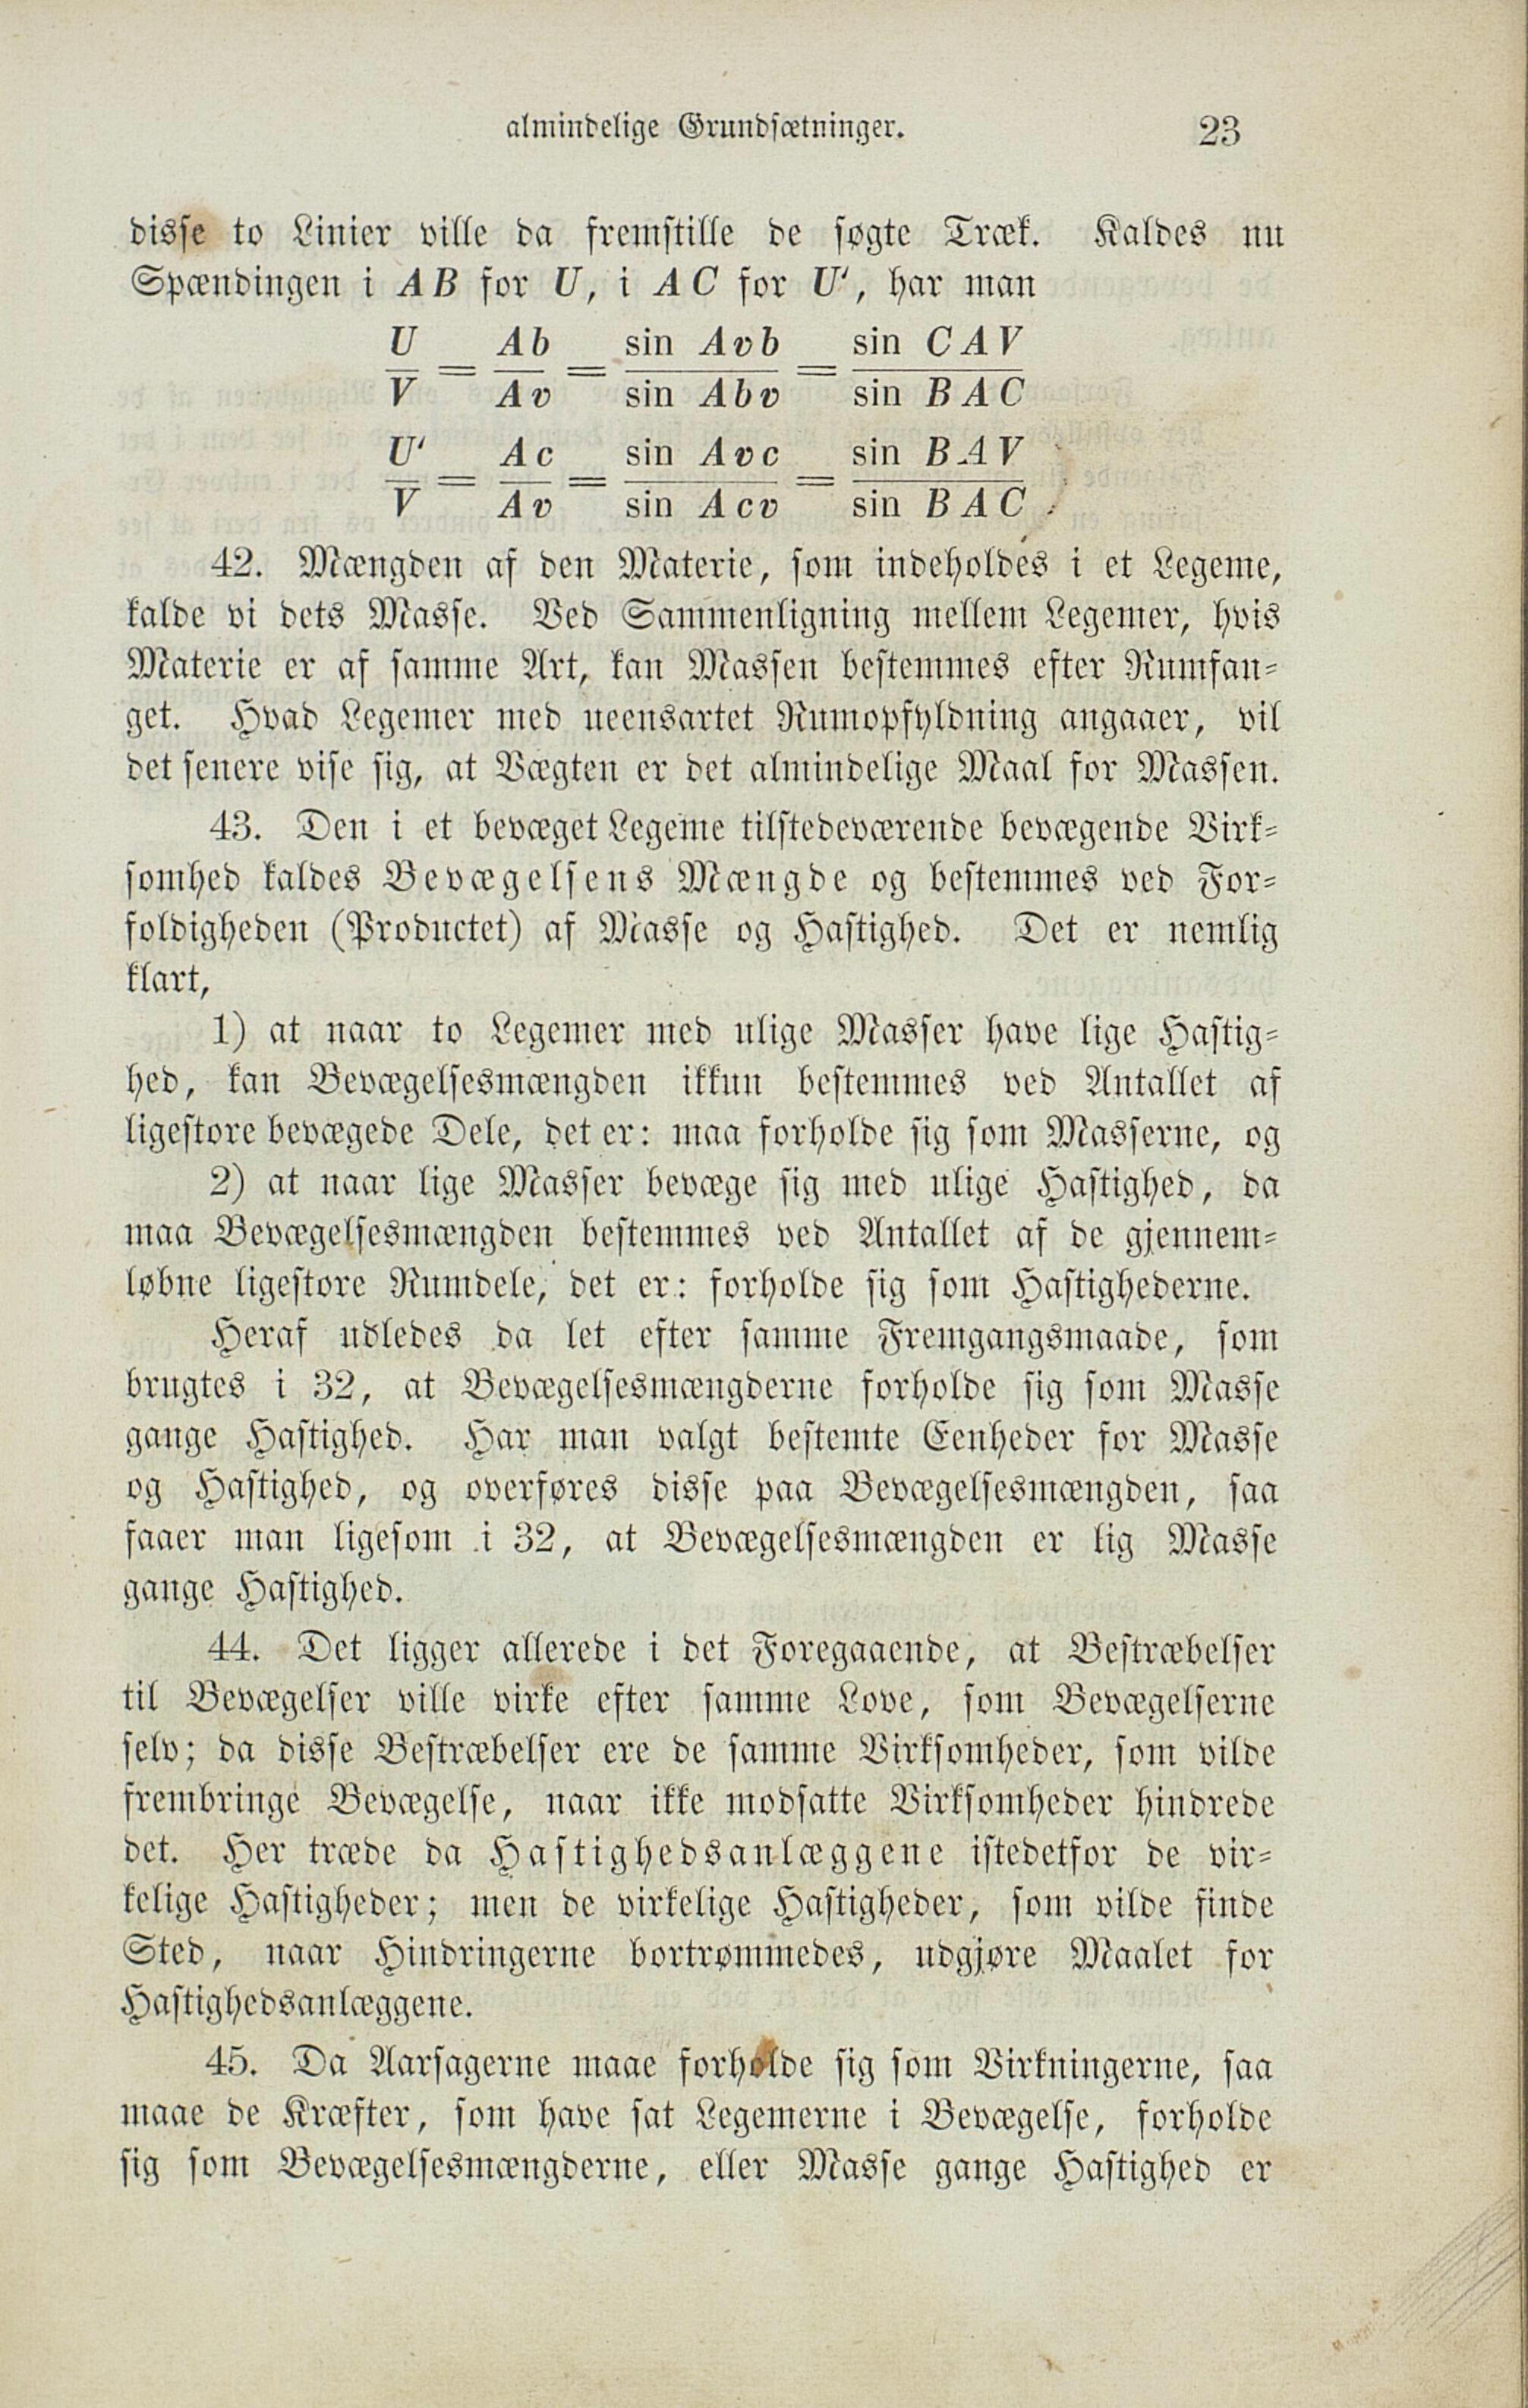 almindelige Grundsætninger. 23
disse to Linier ville da fremstille de søgte Træk. Kaldes nu
Spændingen i AB for U, i AC for U', har man
U/V = Ab/Av = sin Avb/sin Abv = sin CAV/sin BAC
U'/V = Ac/Av = sin Avc/sin Acv = sin BAV/sin BAC.
42. Mængden af den Materie, som indeholdes i et Legeme,
kalde vi dets Masse. Ved Sammenligning mellem Legemer, hvis
Materie er af samme Art, kan Massen bestemmes efter Rumfan-
get. Hvad Legemer med ueensartet Rumopfyldning angaaer, vil
det senere vise sig, at Vægten er det almindelige Maal for Massen.
43. Den i et bevæget Legeme tilstedeværende bevægende Virk-
somhed kaldes Bevægelsens Mængde og bestemmes ved For-
foldigheden (Productet) af Masse og Hastighed. Det er nemlig
klart,
1) at naar to Legemer med ulige Masser have lige Hastig-
hed, kan Bevægelsesmængden ikkun bestemmes ved Antallet af
ligestore bevægede Dele, det er: maa forholde sig som Masserne, og
2) at naar lige Masser bevæge sig med ulige Hastighed, da
maa Bevægelsesmængden bestemmes ved Antallet af de gjennem-
løbne ligestore Rumdele, det er: forholde sig som Hastighederne.
Heraf udledes da let efter samme Fremgangsmaade, som
brugtes i 32, at Bevægelsesmængderne forholde sig som Masse
gange Hastighed. Har man valgt bestemte Eenheder for Masse
og Hastighed, og overføres disse paa Bevægelsesmængden, saa
faaer man ligesom i 32, at Bevægelsesmængden er lig Masse
gange Hastighed.
44. Det ligger allerede i det Foregaaende, at Bestræbelser
til Bevægelser ville virke efter samme Love, som Bevægelserne
selv; da disse Bestræbelser ere de samme Virksomheder, som vilde
frembringe Bevægelse, naar ikke modsatte Virksomheder hindrede
det. Her træde da Hastighedsanlæggene istedetfor de vir-
kelige Hastigheder; men de virkelige Hastigheder, som vilde finde
Sted, naar Hindringerne bortrømmedes, udgjøre Maalet for
Hastighedsanlæggene.
45. Da Aarsagerne maae forholde sig som Virkningerne, saa
maae de Kræfter, som have sat Legemerne i Bevægelse, forholde
sig som Bevægelsesmængderne, eller Masse gange Hastighed er